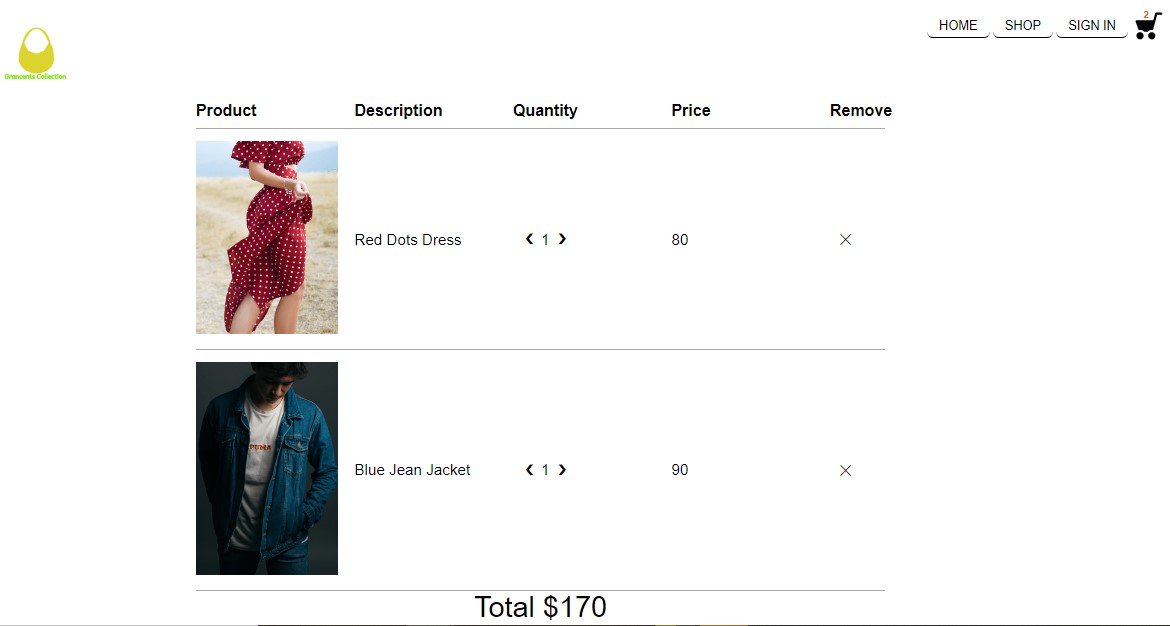 HOME SHOP SIGN IN 2
Grancents Collection
Product Description Quantity Price Remove
Red Dots Dress ❮ 1 ❯ 80 ✕
PUMA
Blue Jean Jacket ❮ 1 ❯ 90 ✕
Total $170